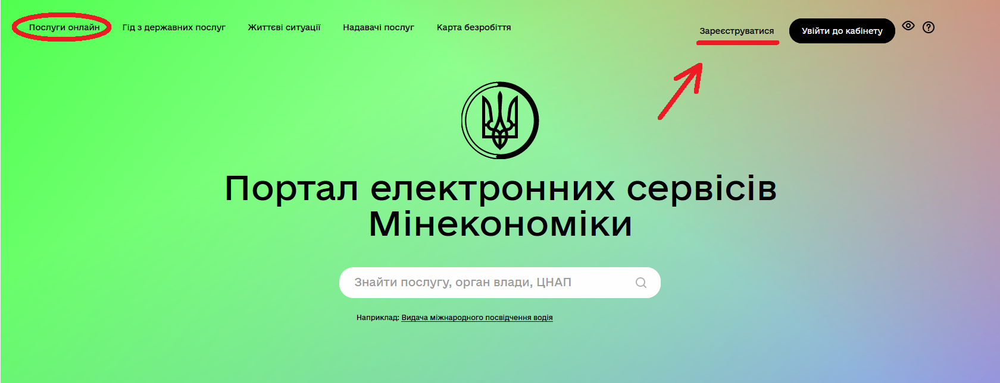 Послуги онлайн Гід з державних послуг Життєві ситуації Надавачі послуг Карта безробіття Зареєструватися Увійти до кабінету
Портал електронних сервісів
Мінекономіки
Знайти послугу, орган влади, ЦНАП
Наприклад: Видача міжнародного посвідчення водія